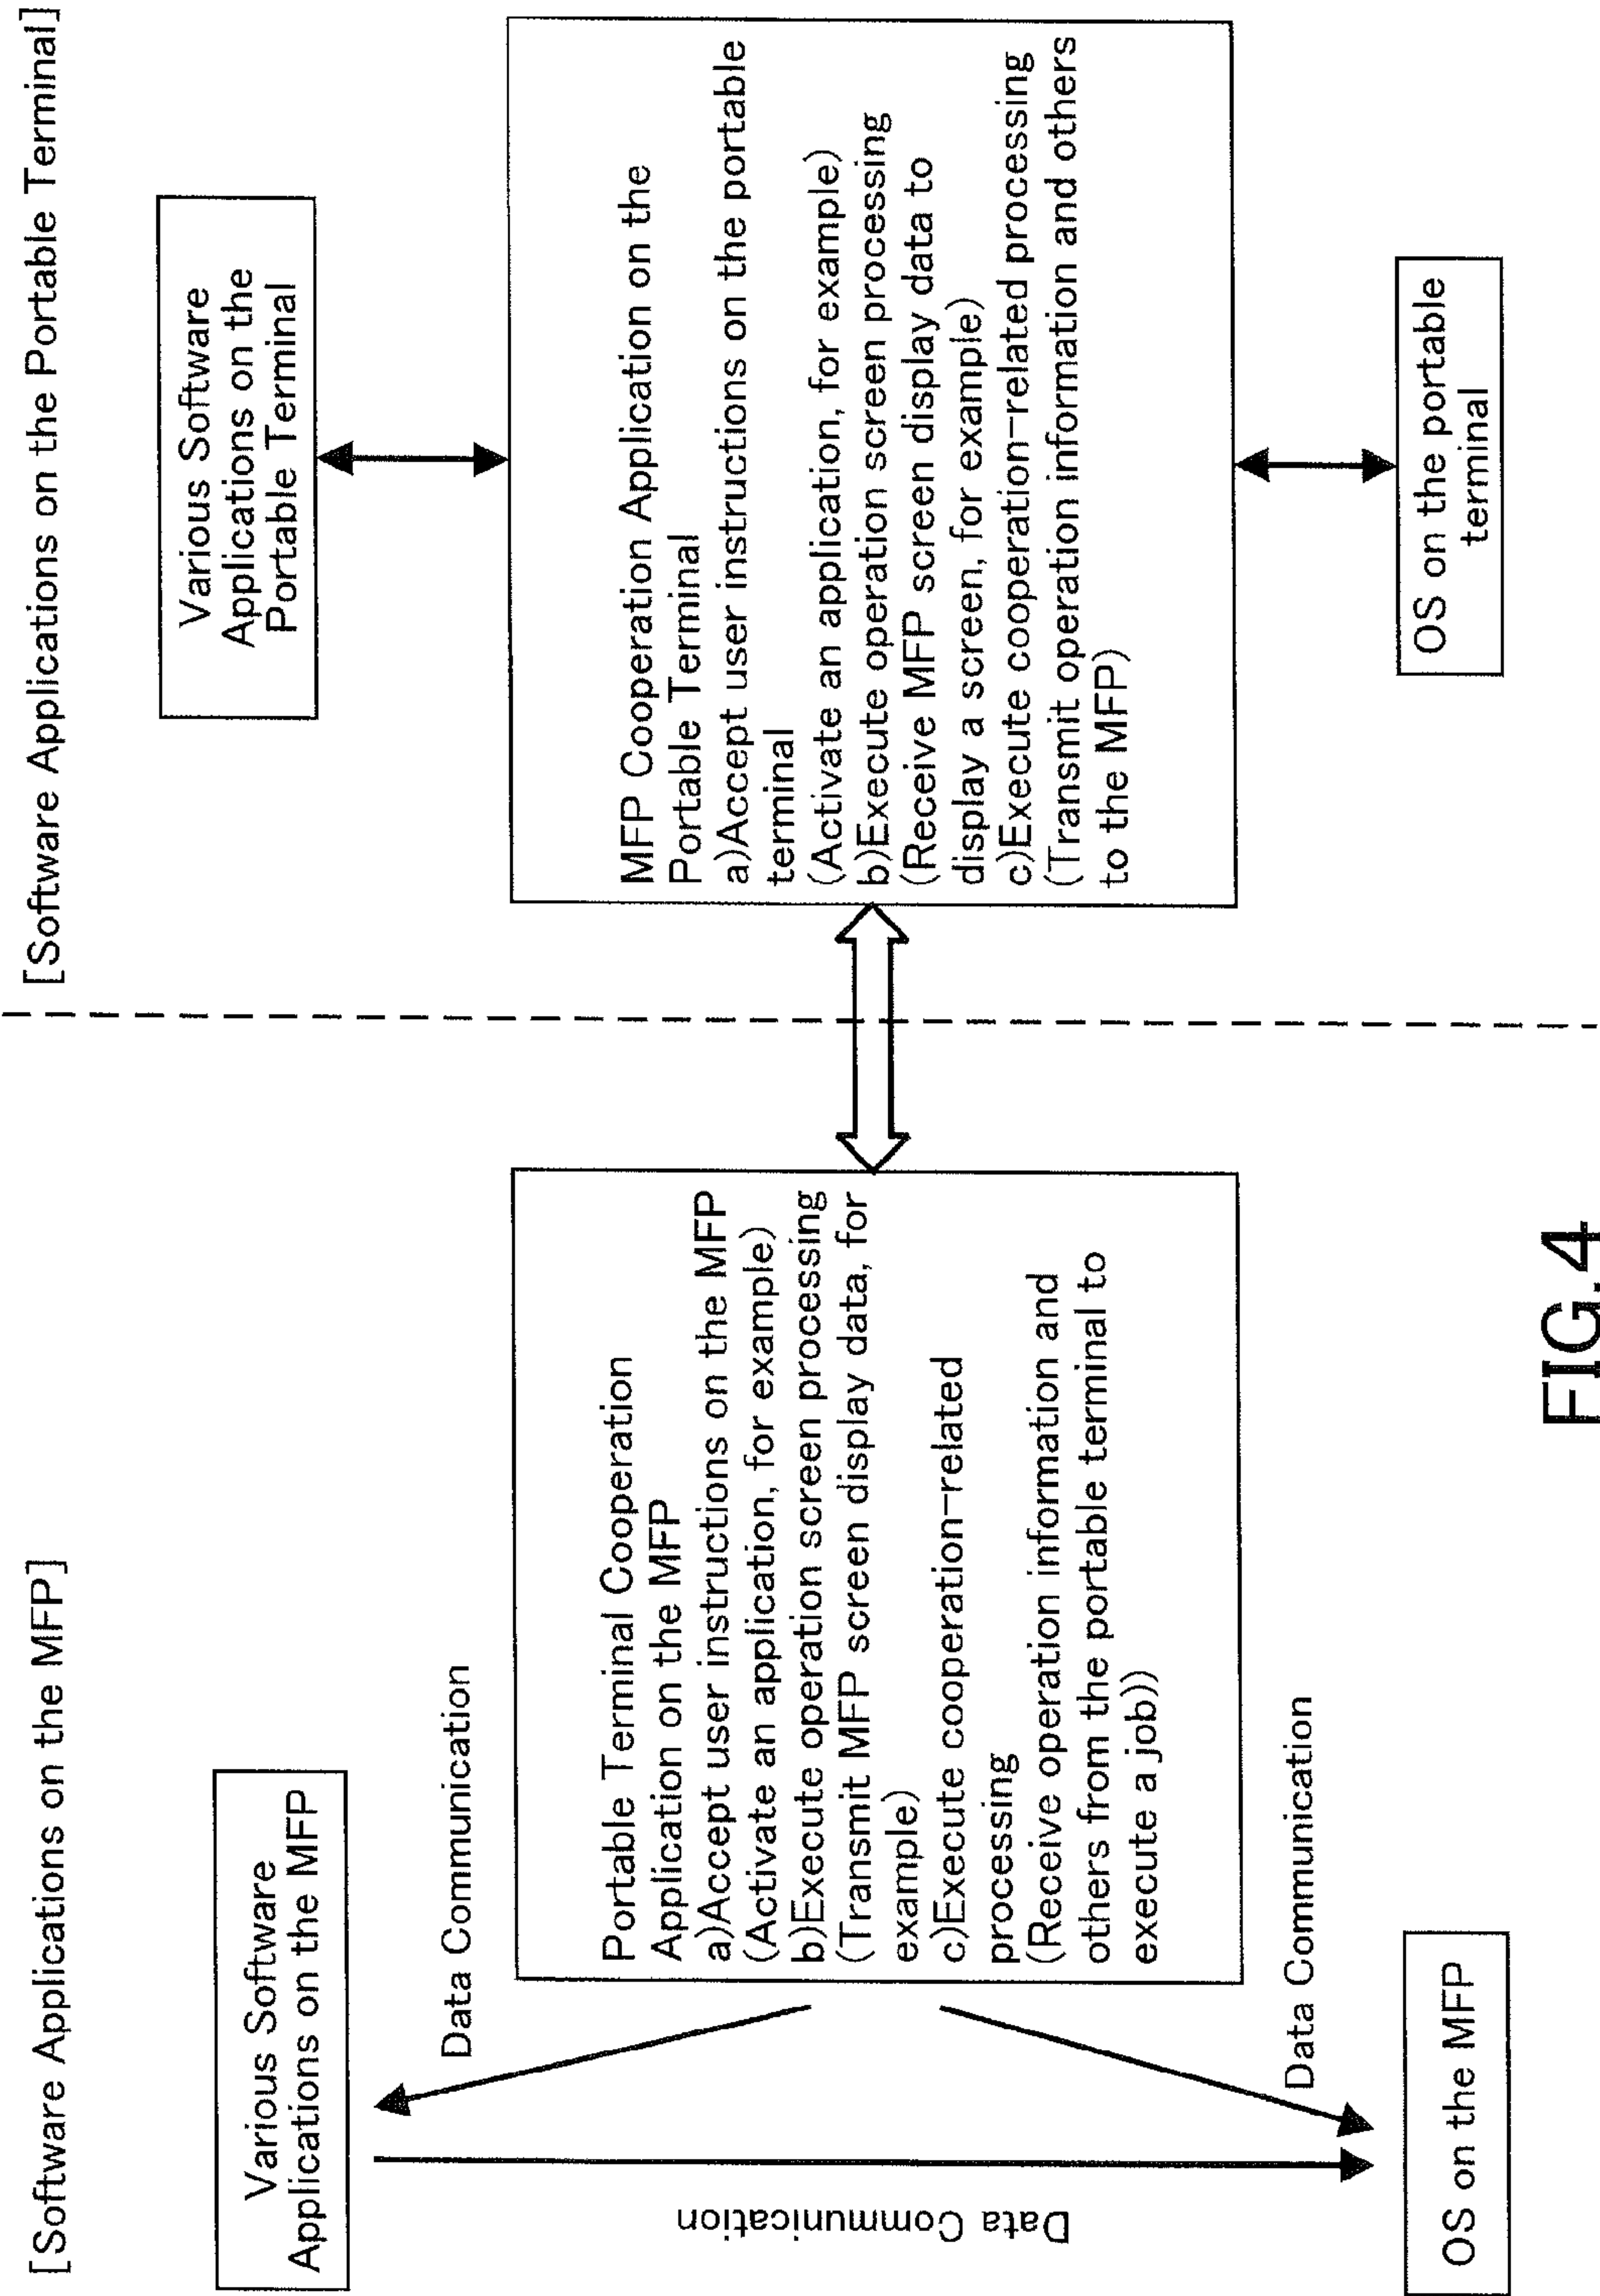 [Software Applications on the MFP]
Various Software
Applications on the MFP
Data Communication
Data Communication
Portable Terminal Cooperation
Application on the MFP
a)Accept user instructions on the MFP
(Activate an application, for example)
b)Execute operation screen processing
(Transmit MFP screen display data, for
example)
c)Execute cooperation-related
processing
(Receive operation information and
others from the portable terminal to
execute a job))
Data Communication
OS on the MFP
[Software Applications on the Portable Terminal]
Various Software
Applications on the
Portable Terminal
MFP Cooperation Application on the
Portable Terminal
a)Accept user instructions on the portable
terminal
(Activate an application, for example)
b)Execute operation screen processing
(Receive MFP screen display data to
display a screen, for example)
c)Execute cooperation-related processing
(Transmit operation information and others
to the MFP)
OS on the portable
terminal
FIG.4